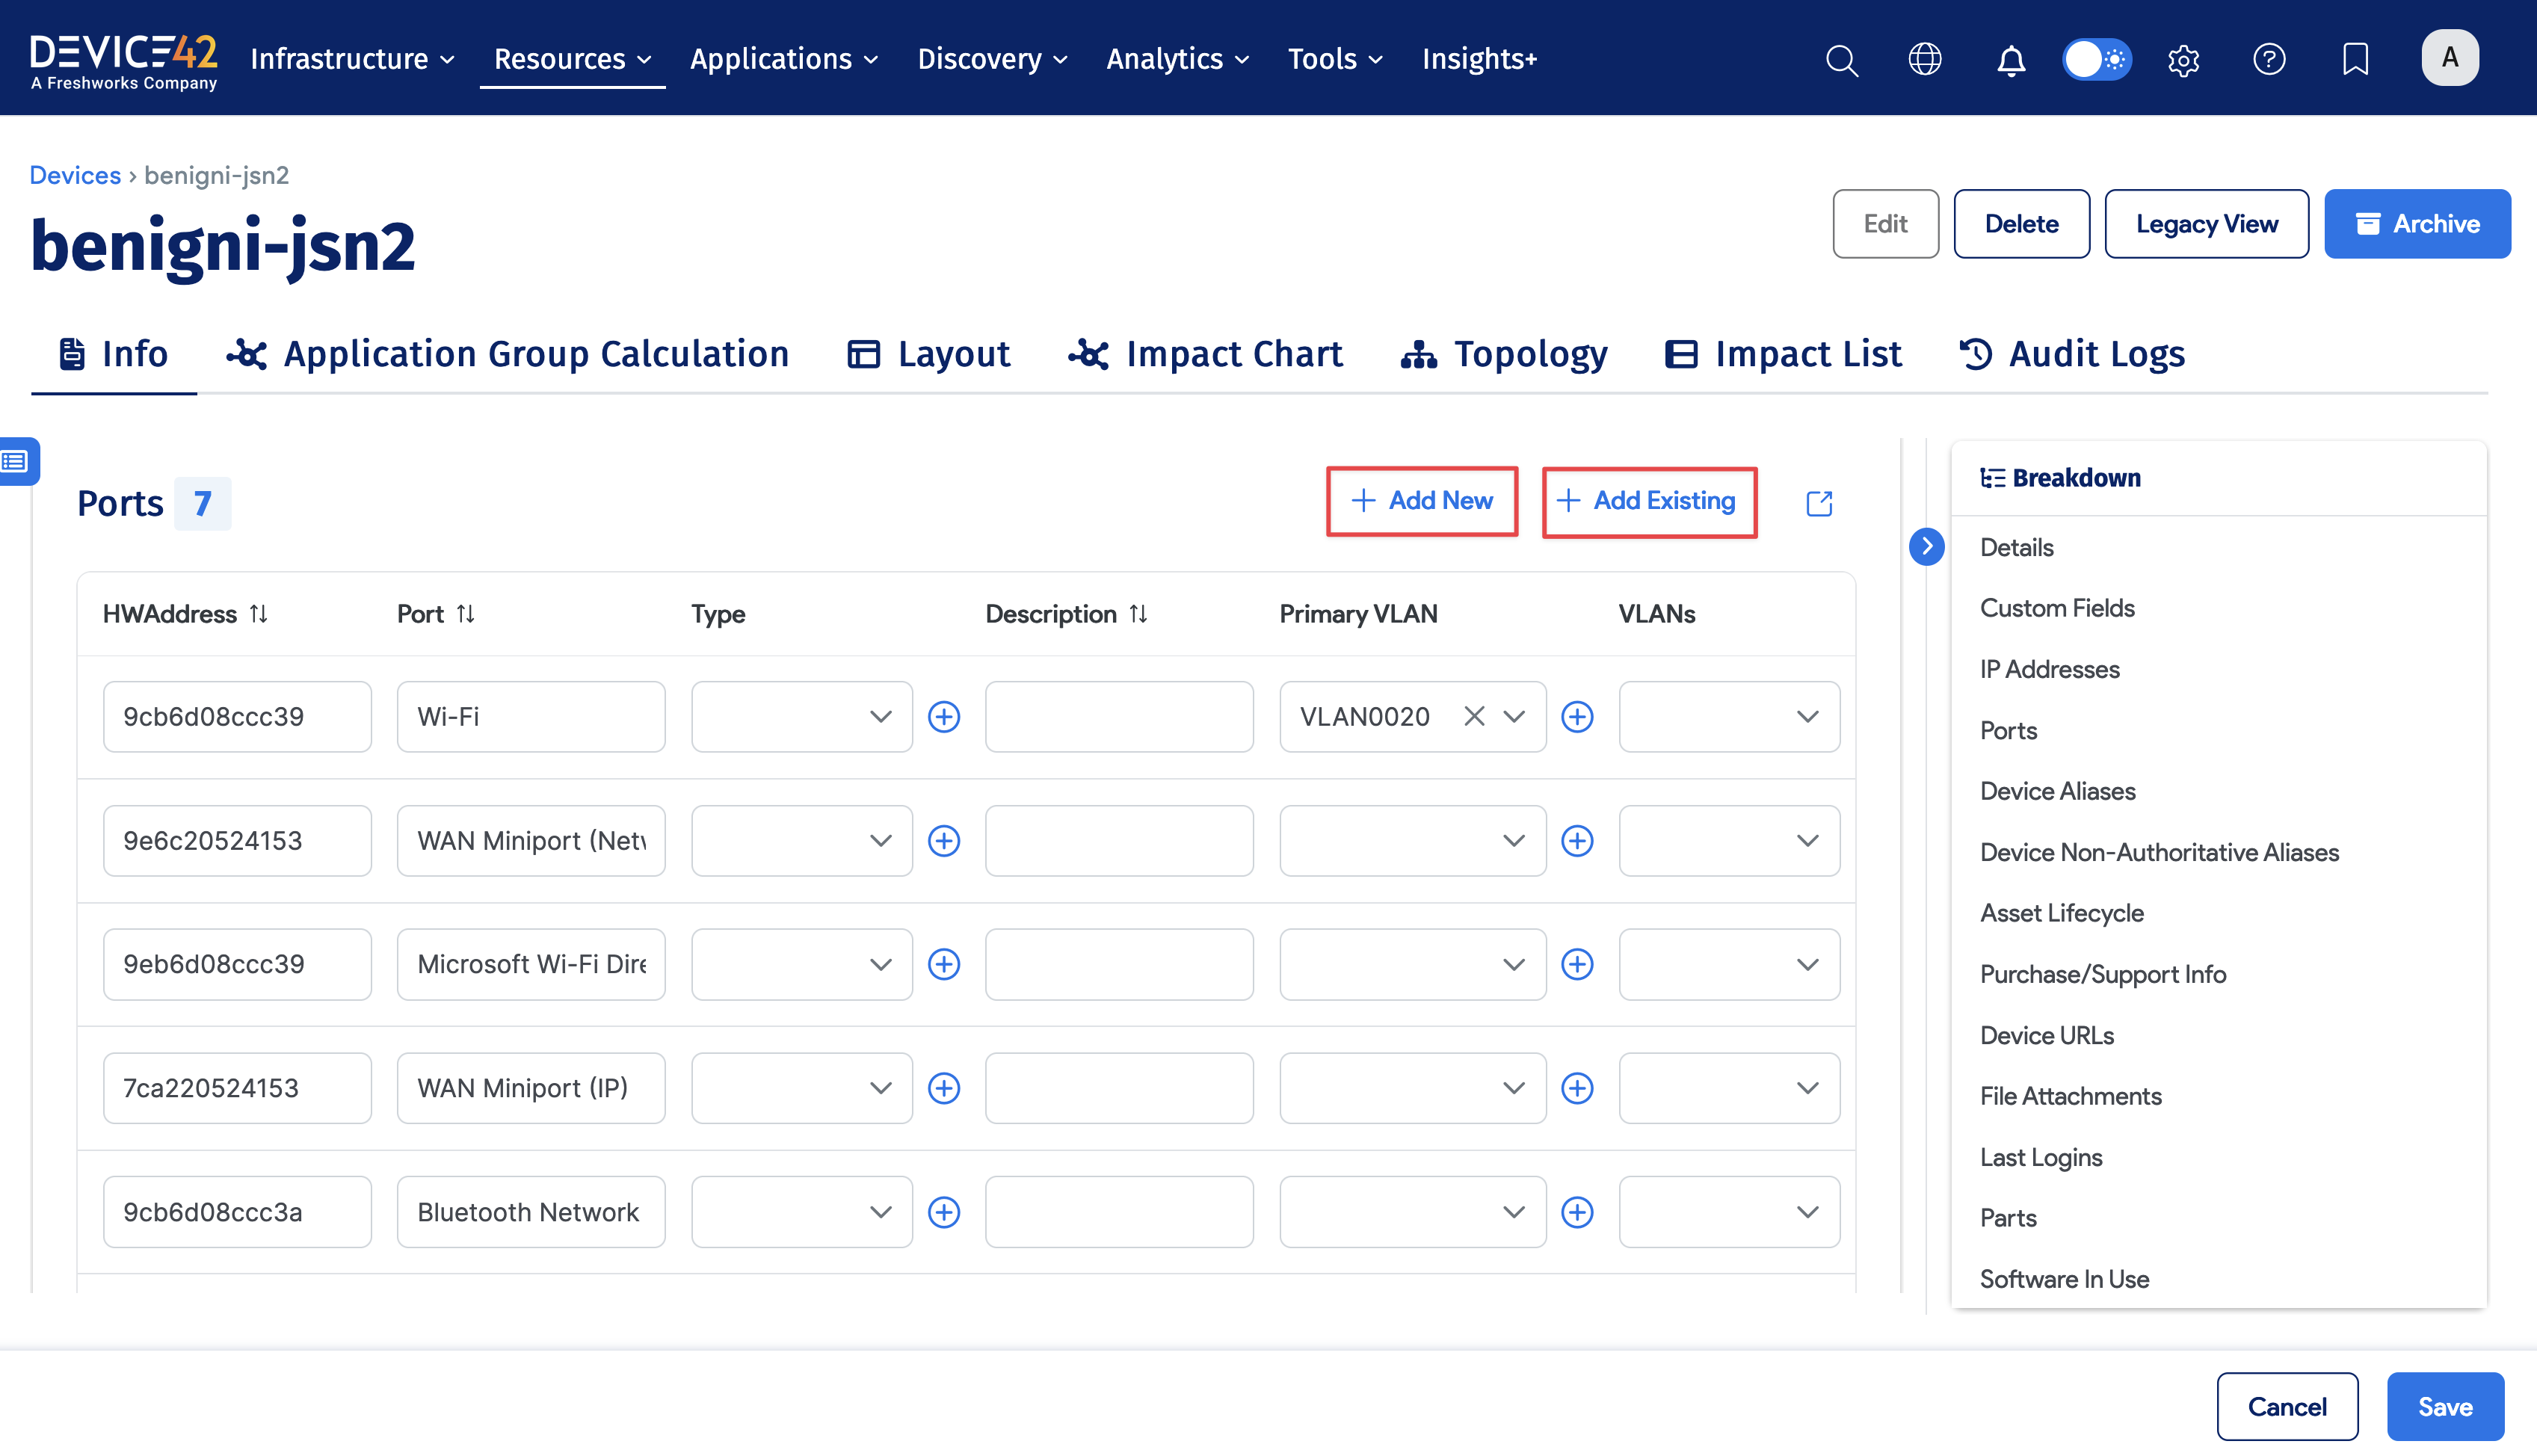 DEVICE42
A Freshworks Company
Infrastructure Resources Applications Discovery Analytics Tools Insights+
A
Devices › benigni-jsn2
benigni-jsn2
Edit Delete Legacy View Archive
Info Application Group Calculation Layout Impact Chart Topology Impact List Audit Logs
Ports 7
+ Add New + Add Existing
HWAddress Port Type Description Primary VLAN VLANs
9cb6d08ccc39 Wi-Fi VLAN0020
9e6c20524153 WAN Miniport (Netw
9eb6d08ccc39 Microsoft Wi-Fi Dire
7ca220524153 WAN Miniport (IP)
9cb6d08ccc3a Bluetooth Network
Breakdown
Details
Custom Fields
IP Addresses
Ports
Device Aliases
Device Non-Authoritative Aliases
Asset Lifecycle
Purchase/Support Info
Device URLs
File Attachments
Last Logins
Parts
Software In Use
Cancel Save